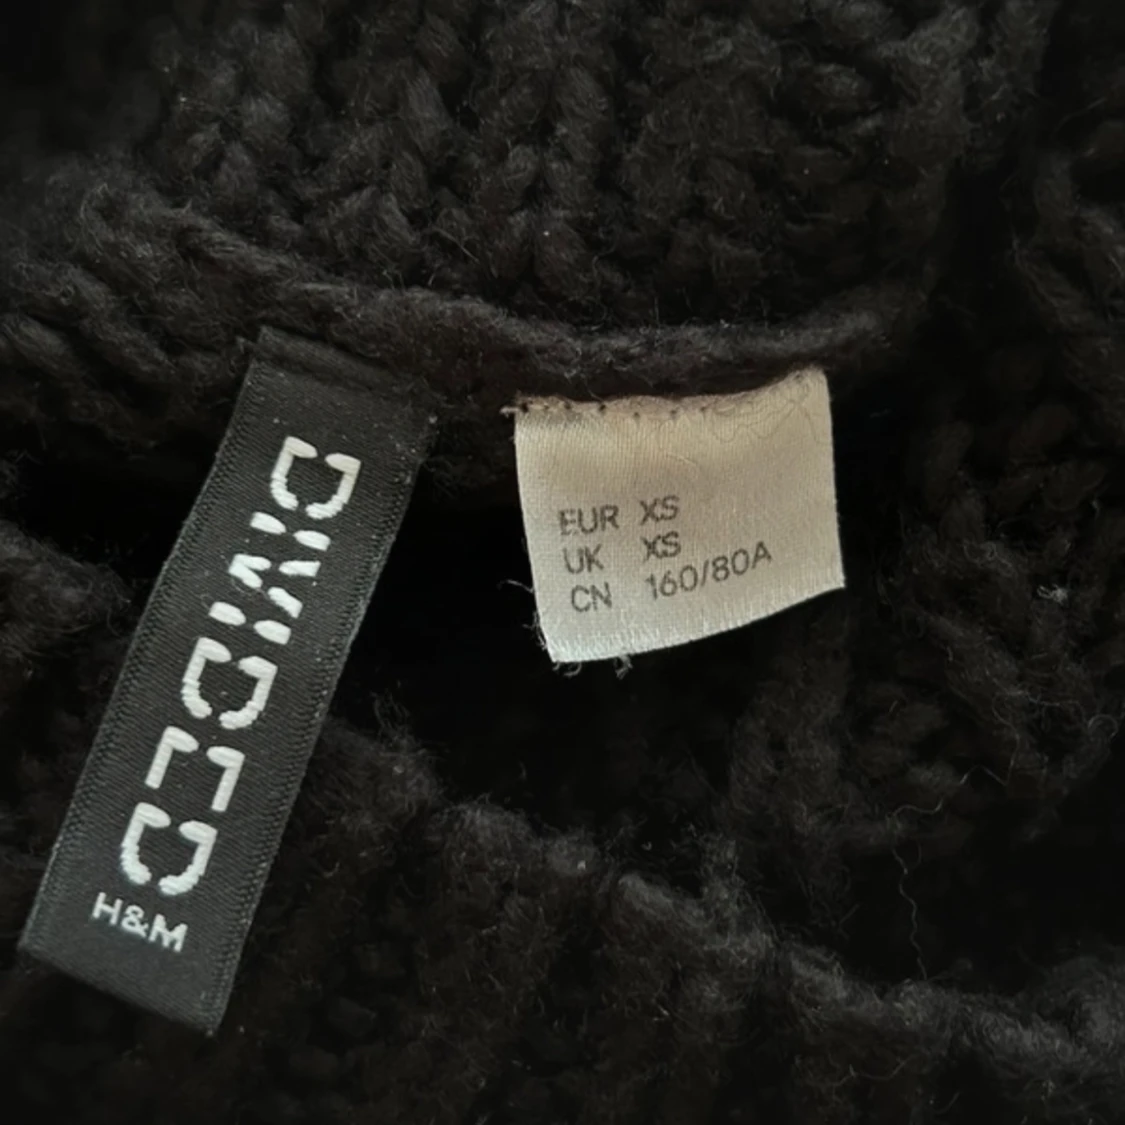 DIVIDED
H&M
EUR XS
UK XS
CN 160/80A